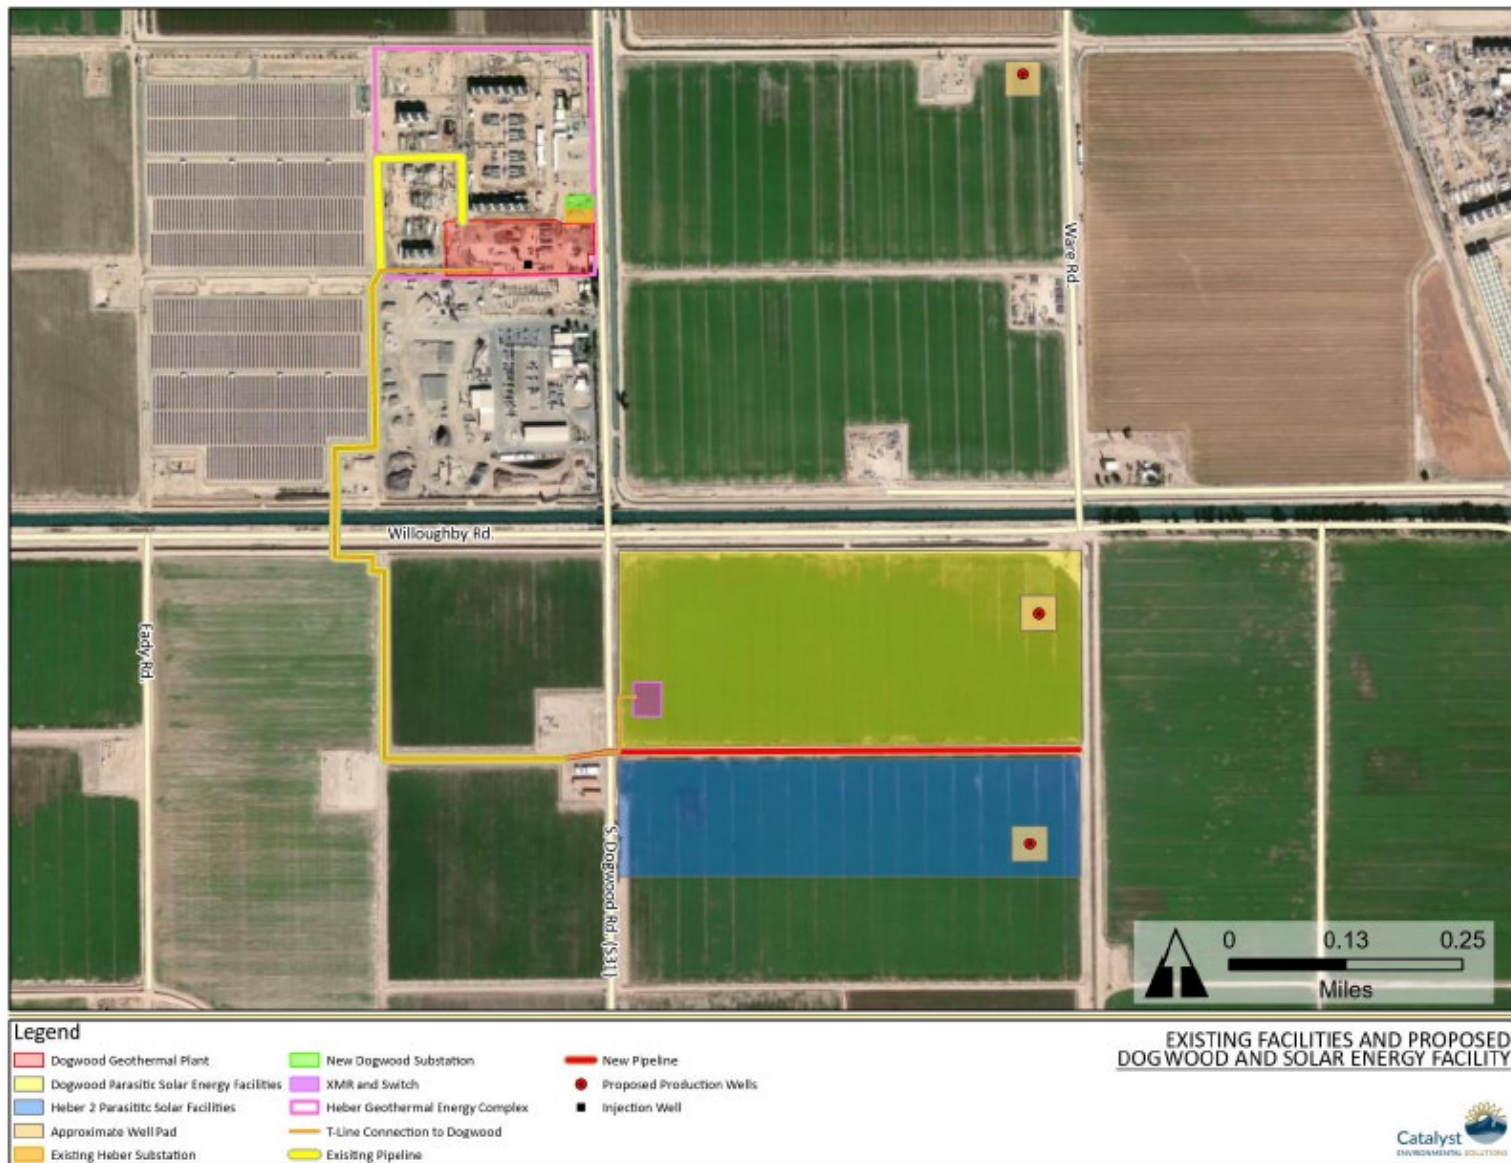 Ware Rd.
Willoughby Rd.
Eady Rd.
S. Dogwood Rd. (S31)
0 0.13 0.25
Miles
Legend
Dogwood Geothermal Plant
Dogwood Parasitic Solar Energy Facilities
Heber 2 Parasititc Solar Facilities
Approximate Well Pad
Existing Heber Substation
New Dogwood Substation
XMR and Switch
Heber Geothermal Energy Complex
T-Line Connection to Dogwood
Exisiting Pipeline
New Pipeline
Proposed Production Wells
Injection Well
EXISTING FACILITIES AND PROPOSED
DOGWOOD AND SOLAR ENERGY FACILITY
Catalyst
ENVIRONMENTAL SOLUTIONS